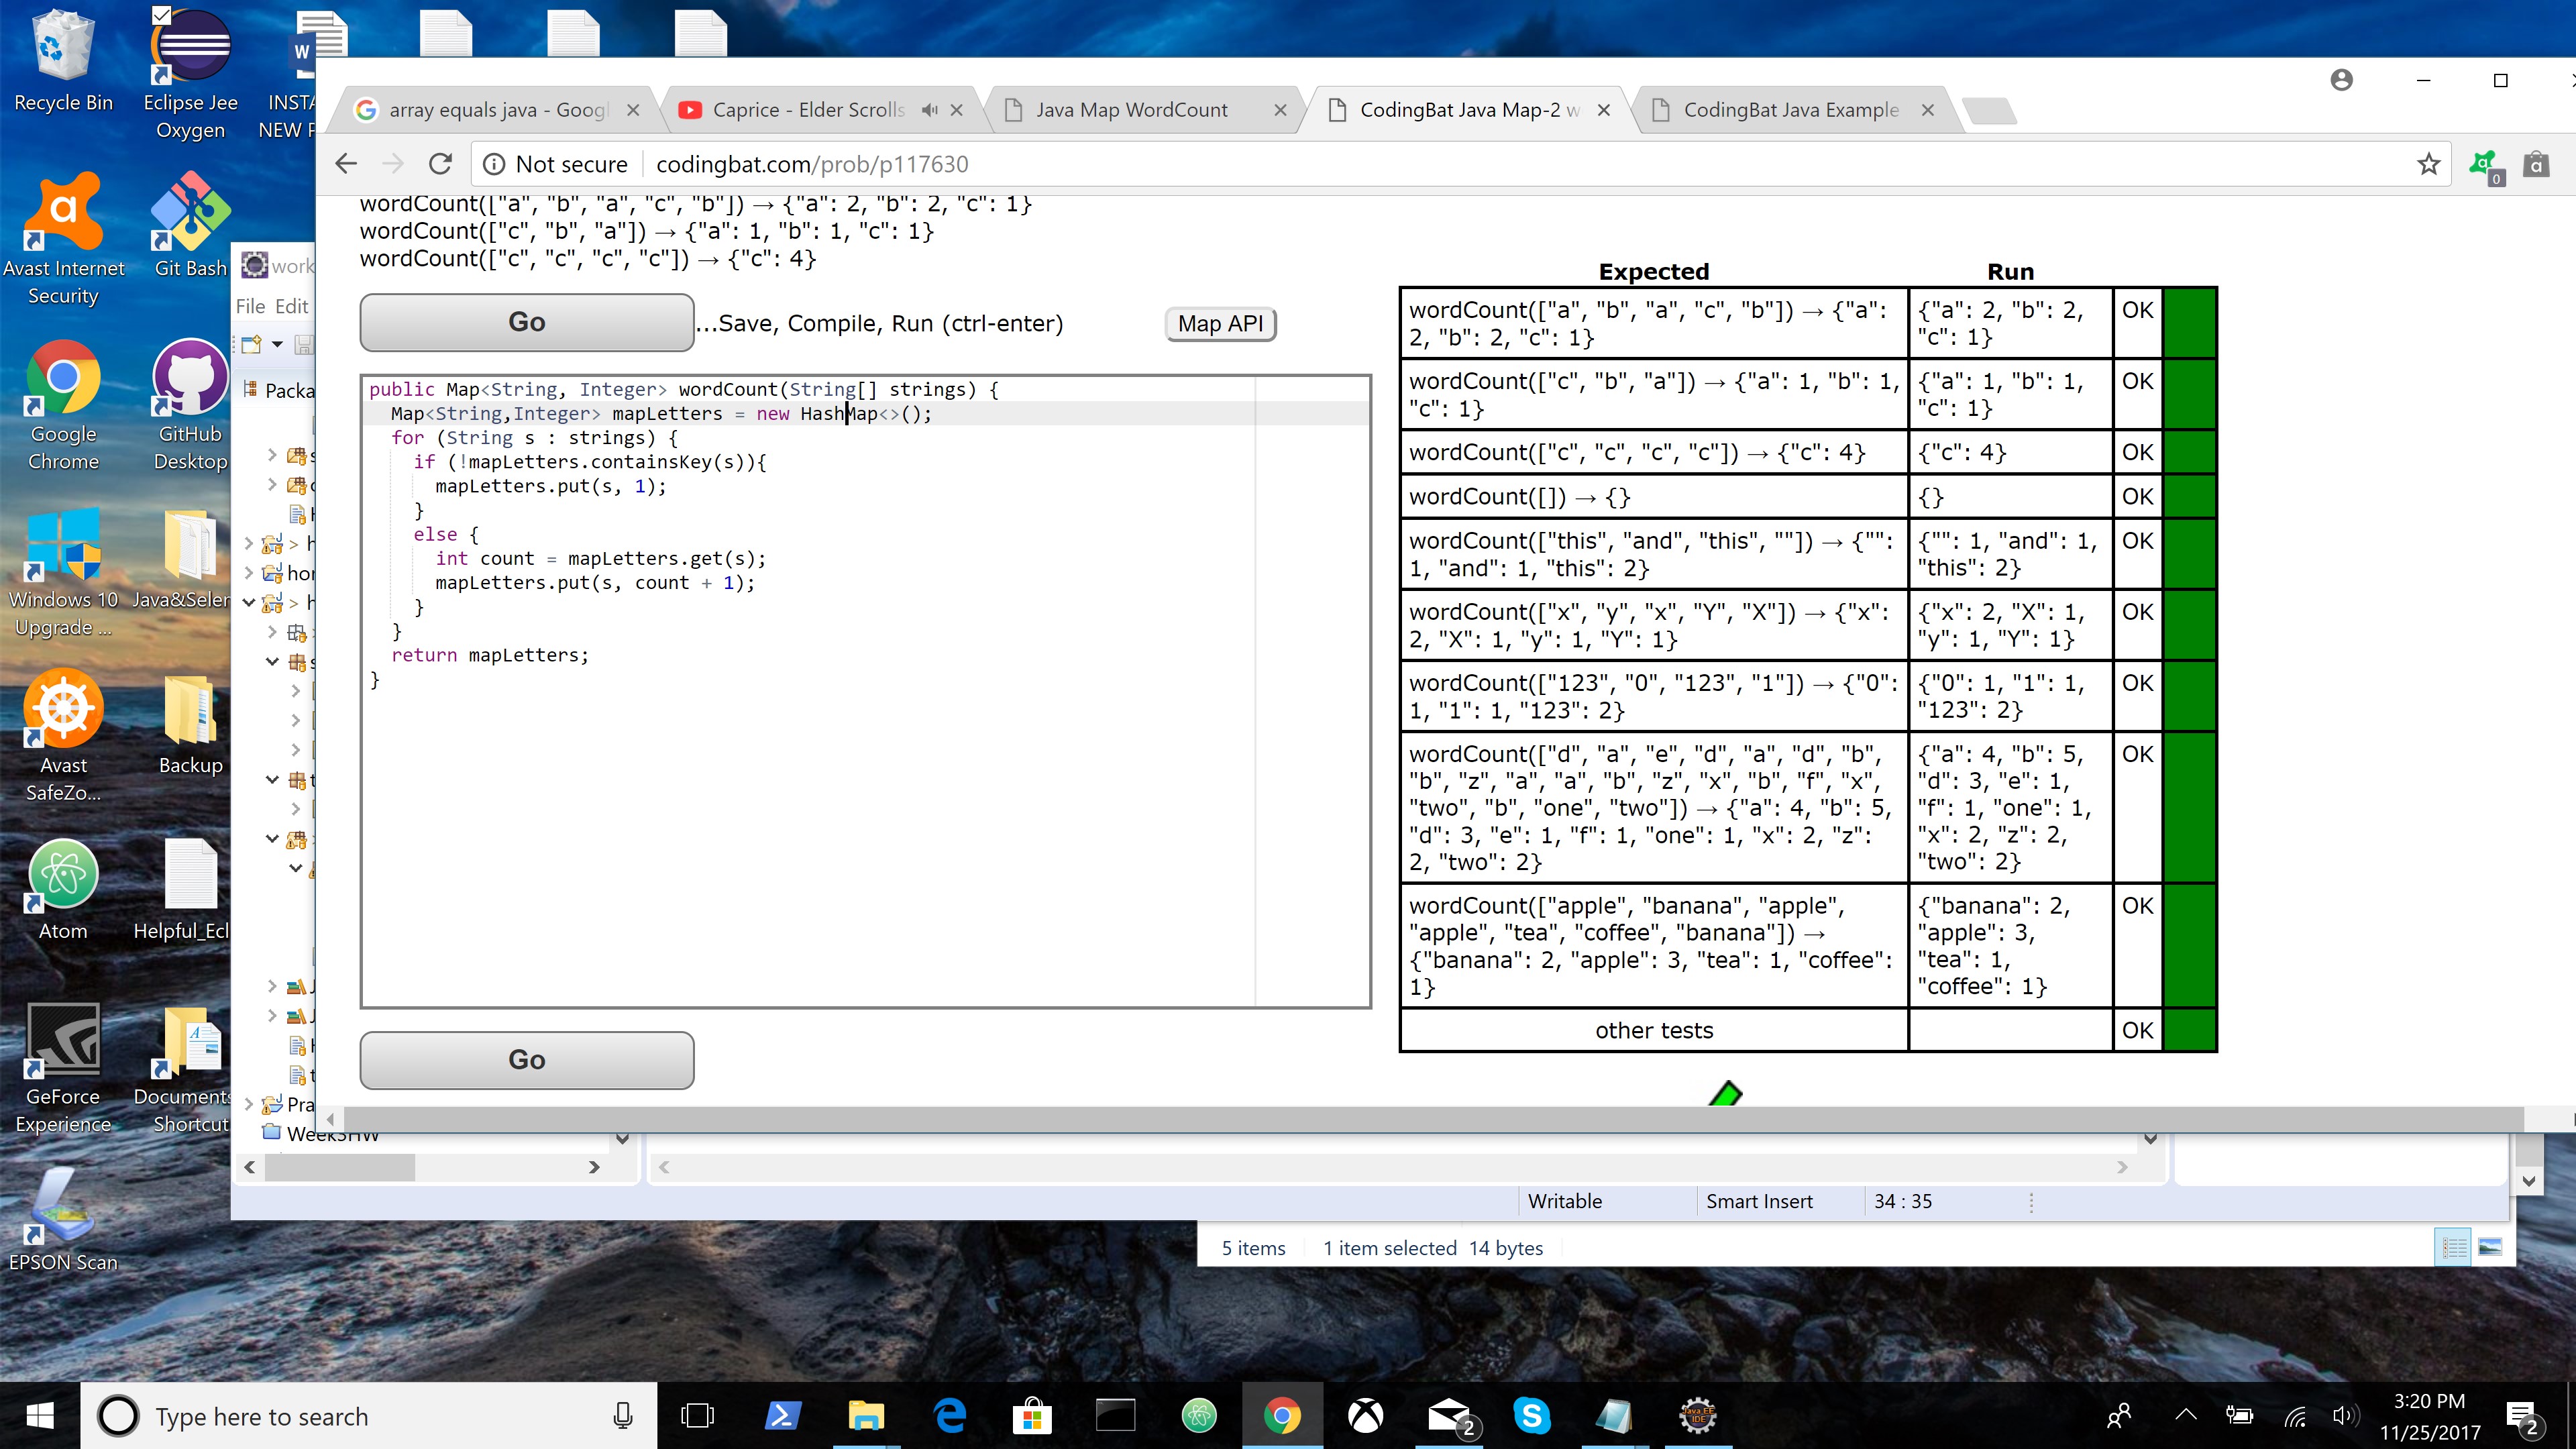 Recycle Bin
Eclipse Jee
Oxygen
INSTA
NEW F
Avast Internet
Security
Git Bash
Google
Chrome
GitHub
Desktop
Windows 10
Upgrade ...
Java&Seler
Avast
SafeZo...
Backup
Atom
Helpful_Ecl
GeForce
Experience
Documents
Shortcut
EPSON Scan
work
File Edit
Packa
hor
Pra
Week3HW
array equals java - Googl
Caprice - Elder Scrolls
Java Map WordCount
CodingBat Java Map-2 w
CodingBat Java Example
Not secure codingbat.com/prob/p117630
0
wordCount(["a", "b", "a", "c", "b"]) → {"a": 2, "b": 2, "c": 1}
wordCount(["c", "b", "a"]) → {"a": 1, "b": 1, "c": 1}
wordCount(["c", "c", "c", "c"]) → {"c": 4}
Go
...Save, Compile, Run (ctrl-enter)
Map API
public Map<String, Integer> wordCount(String[] strings) {
Map<String,Integer> mapLetters = new HashMap<>();
for (String s : strings) {
if (!mapLetters.containsKey(s)){
mapLetters.put(s, 1);
}
else {
int count = mapLetters.get(s);
mapLetters.put(s, count + 1);
}
}
return mapLetters;
}
Go
Expected Run
wordCount(["a", "b", "a", "c", "b"]) → {"a":
2, "b": 2, "c": 1}
{"a": 2, "b": 2,
"c": 1}
OK
wordCount(["c", "b", "a"]) → {"a": 1, "b": 1,
"c": 1}
{"a": 1, "b": 1,
"c": 1}
OK
wordCount(["c", "c", "c", "c"]) → {"c": 4}
{"c": 4}
OK
wordCount([]) → {}
{}
OK
wordCount(["this", "and", "this", ""]) → {"":
1, "and": 1, "this": 2}
{"": 1, "and": 1,
"this": 2}
OK
wordCount(["x", "y", "x", "Y", "X"]) → {"x":
2, "X": 1, "y": 1, "Y": 1}
{"x": 2, "X": 1,
"y": 1, "Y": 1}
OK
wordCount(["123", "0", "123", "1"]) → {"0":
1, "1": 1, "123": 2}
{"0": 1, "1": 1,
"123": 2}
OK
wordCount(["d", "a", "e", "d", "a", "d", "b",
"b", "z", "a", "a", "b", "z", "x", "b", "f", "x",
"two", "b", "one", "two"]) → {"a": 4, "b": 5,
"d": 3, "e": 1, "f": 1, "one": 1, "x": 2, "z":
2, "two": 2}
{"a": 4, "b": 5,
"d": 3, "e": 1,
"f": 1, "one": 1,
"x": 2, "z": 2,
"two": 2}
OK
wordCount(["apple", "banana", "apple",
"apple", "tea", "coffee", "banana"]) →
{"banana": 2, "apple": 3, "tea": 1, "coffee":
1}
{"banana": 2,
"apple": 3,
"tea": 1,
"coffee": 1}
OK
other tests
OK
Writable Smart Insert 34 : 35
5 items 1 item selected 14 bytes
Type here to search
2
Java EE
IDE
3:20 PM
11/25/2017
2